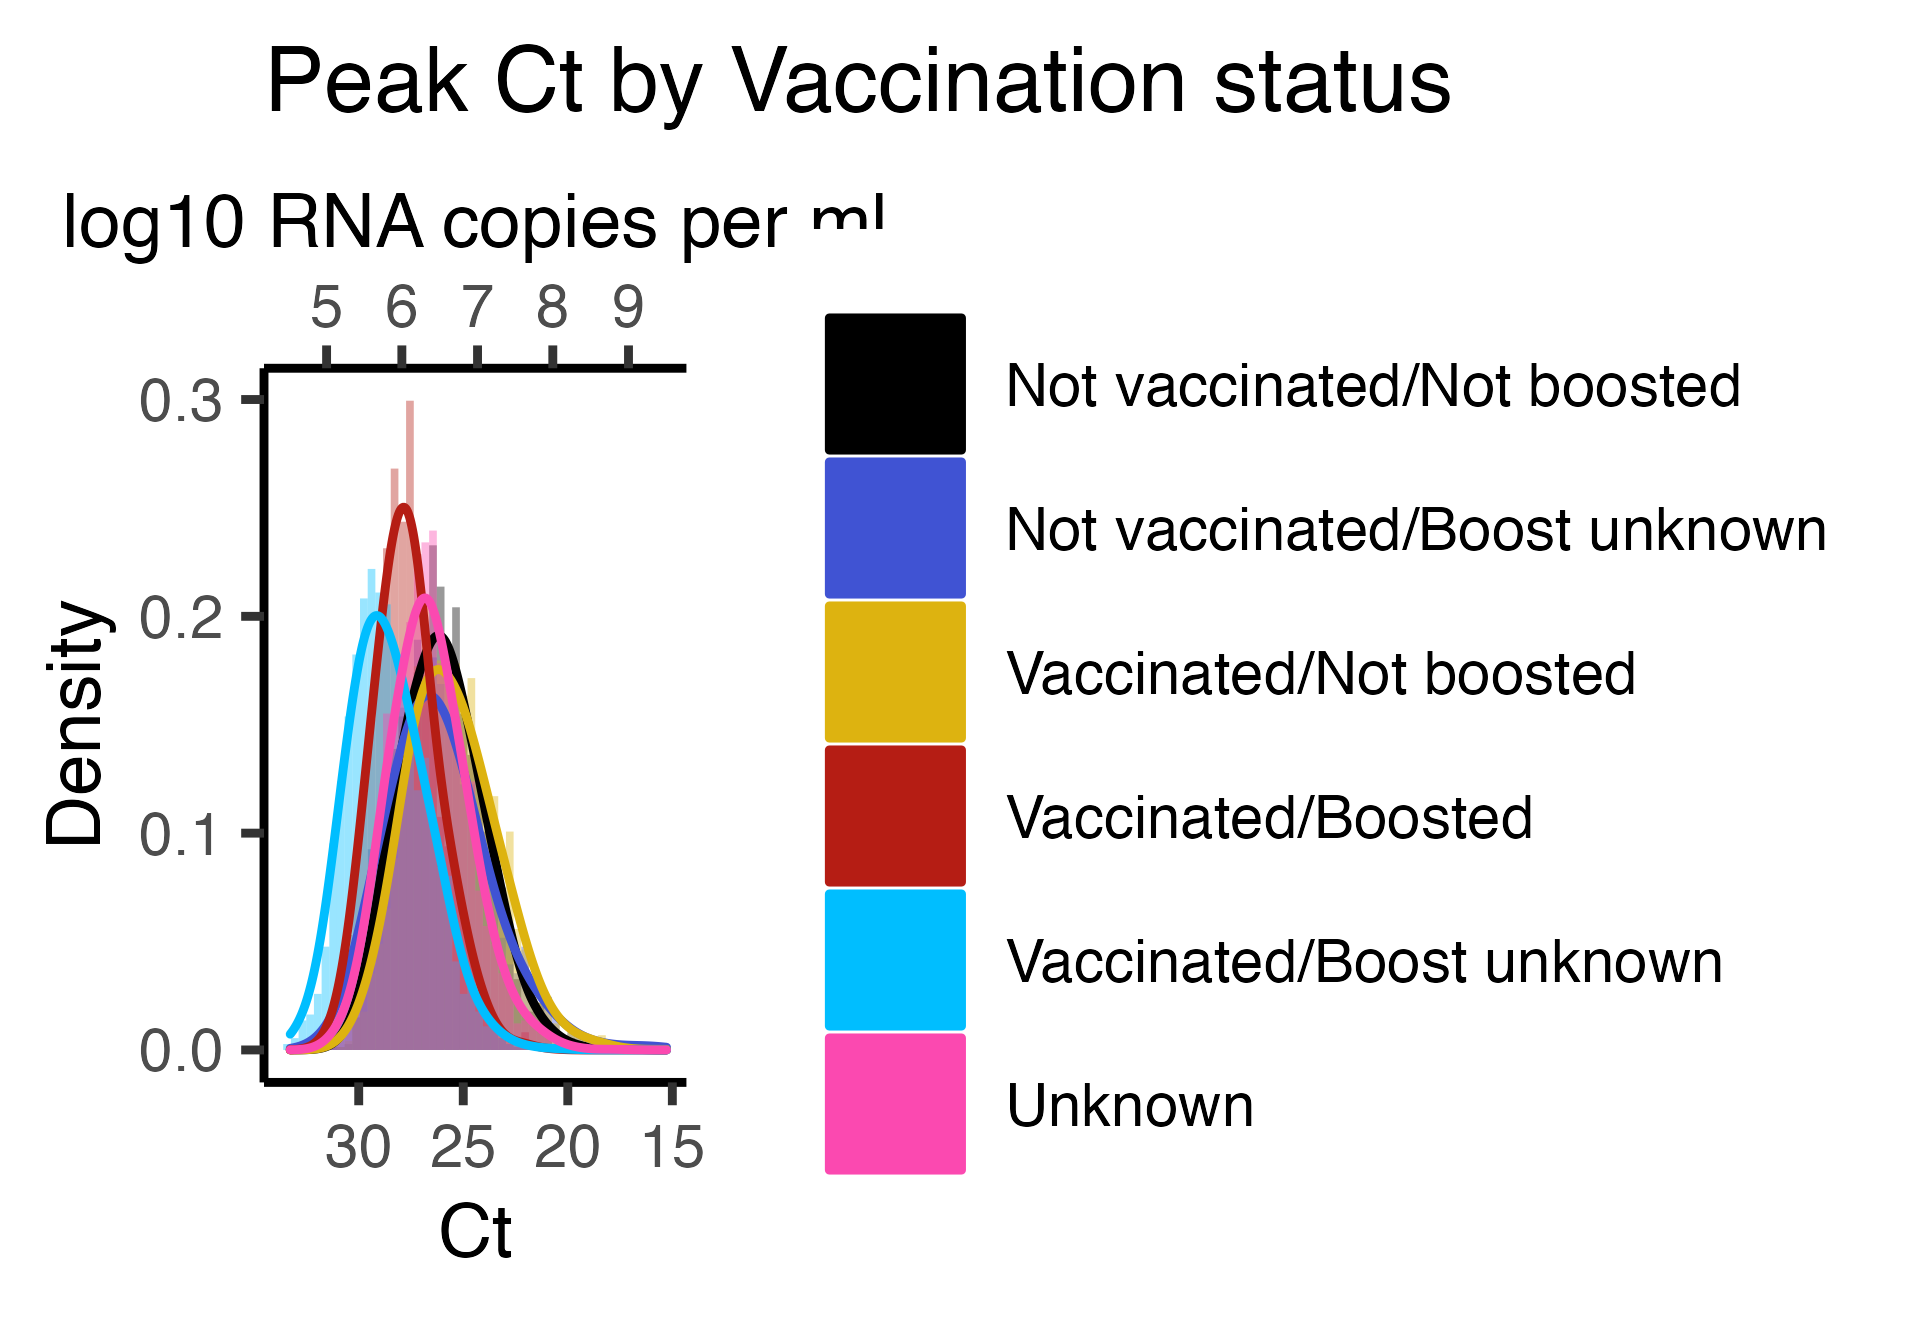 Peak Ct by Vaccination status
log10 RNA copies per ml
5 6 7 8 9
0.3
0.2
0.1
0.0
Density
30 25 20 15
Ct
Not vaccinated/Not boosted
Not vaccinated/Boost unknown
Vaccinated/Not boosted
Vaccinated/Boosted
Vaccinated/Boost unknown
Unknown